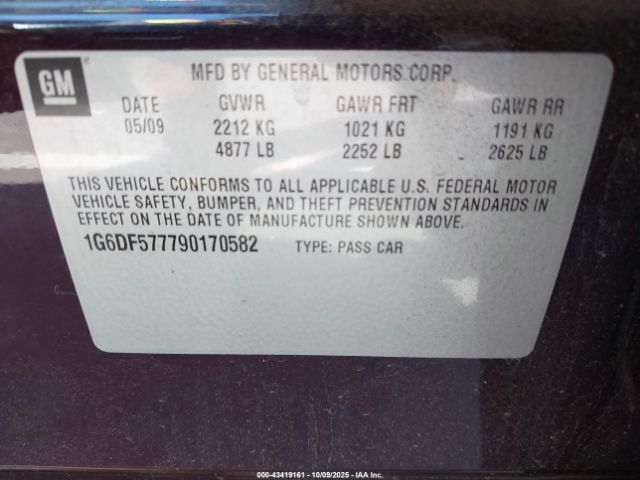 GM
MFD BY GENERAL MOTORS CORP.
DATE GVWR GAWR FRT GAWR RR
05/09 2212 KG 1021 KG 1191 KG
4877 LB 2252 LB 2625 LB
THIS VEHICLE CONFORMS TO ALL APPLICABLE U.S. FEDERAL MOTOR
VEHICLE SAFETY, BUMPER, AND THEFT PREVENTION STANDARDS IN
EFFECT ON THE DATE OF MANUFACTURE SHOWN ABOVE.
1G6DF577790170582 TYPE: PASS CAR
000-43419161 - 10/09/2025 - IAA Inc.